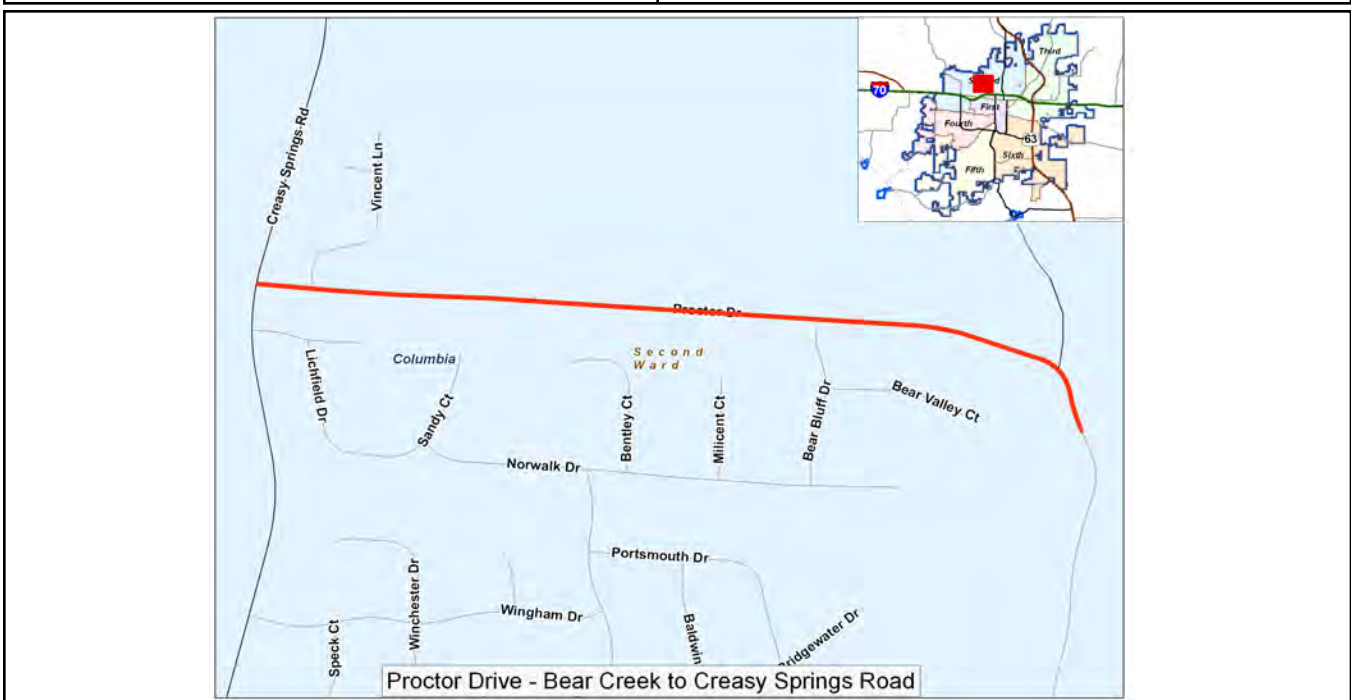 Creasy Springs Rd
Vincent Ln
Third
70
First
Fourth
63
Sixth
Fifth
Proctor Dr
Second
Ward
Columbia
Lichfield Dr
Sandy Ct
Bentley Ct
Milicent Ct
Bear Bluff Dr
Bear Valley Ct
Norwalk Dr
Portsmouth Dr
Winchester Dr
Wingham Dr
Speck Ct
Baldwin
Bridgewater Dr
Proctor Drive - Bear Creek to Creasy Springs Road